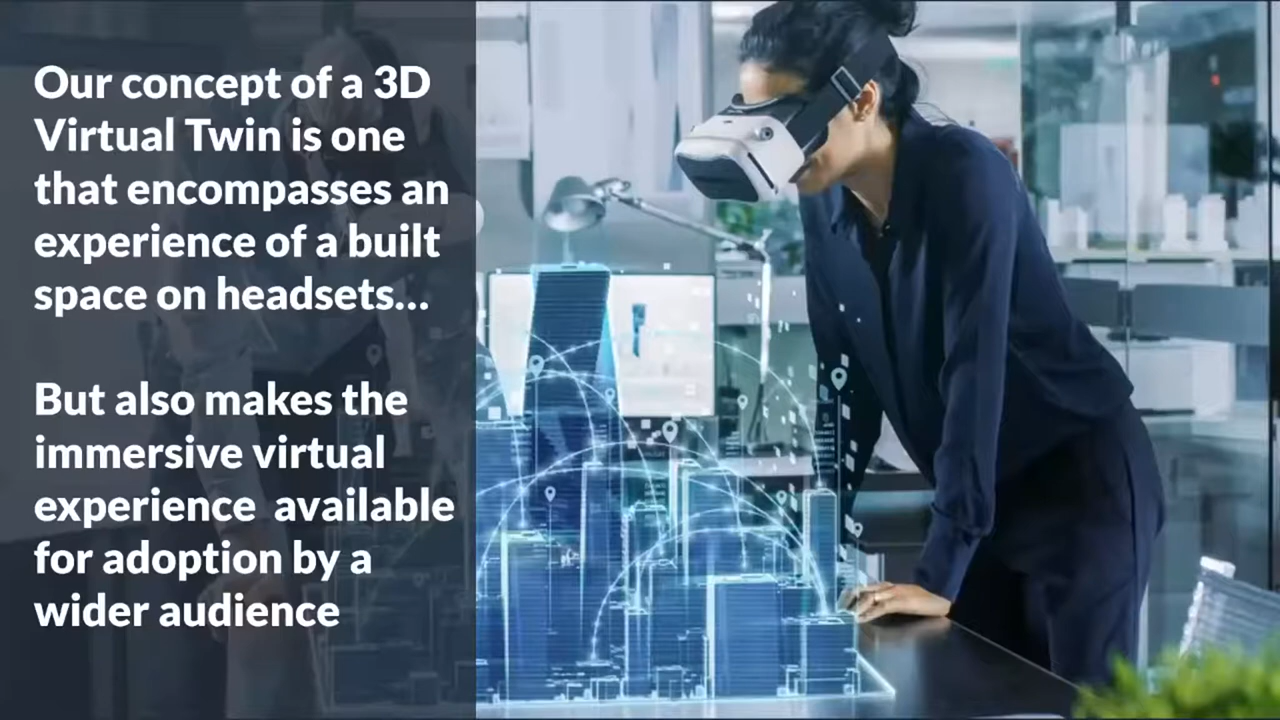 Our concept of a 3D
Virtual Twin is one
that encompasses an
experience of a built
space on headsets...
But also makes the
immersive virtual
experience  available
for adoption by a
wider audience